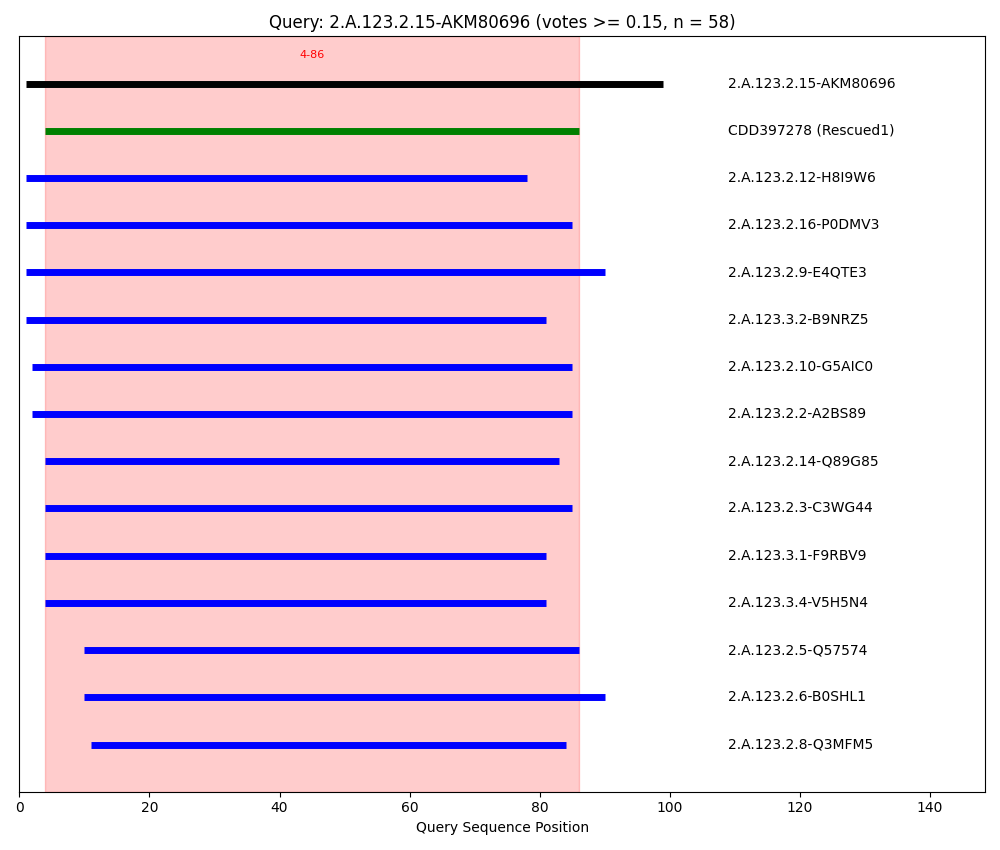 Query: 2.A.123.2.15-AKM80696 (votes >= 0.15, n = 58)
4-86
2.A.123.2.15-AKM80696
CDD397278 (Rescued1)
2.A.123.2.12-H8I9W6
2.A.123.2.16-P0DMV3
2.A.123.2.9-E4QTE3
2.A.123.3.2-B9NRZ5
2.A.123.2.10-G5AIC0
2.A.123.2.2-A2BS89
2.A.123.2.14-Q89G85
2.A.123.2.3-C3WG44
2.A.123.3.1-F9RBV9
2.A.123.3.4-V5H5N4
2.A.123.2.5-Q57574
2.A.123.2.6-B0SHL1
2.A.123.2.8-Q3MFM5
0 20 40 60 80 100 120 140
Query Sequence Position